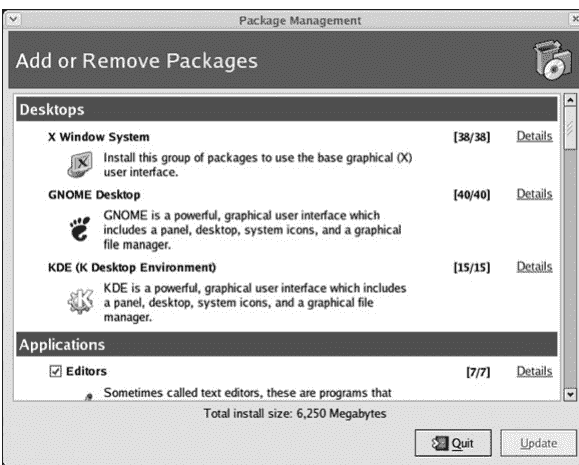 Package Management
Add or Remove Packages
Desktops
X Window System [38/38] Details
Install this group of packages to use the base graphical (X)
user interface.
GNOME Desktop [40/40] Details
GNOME is a powerful, graphical user interface which
includes a panel, desktop, system icons, and a graphical
file manager.
KDE (K Desktop Environment) [15/15] Details
KDE is a powerful, graphical user interface which includes
a panel, desktop, system icons, and a graphical file
manager.
Applications
Editors [7/7] Details
Sometimes called text editors, these are programs that
Total install size: 6,250 Megabytes
Quit Update